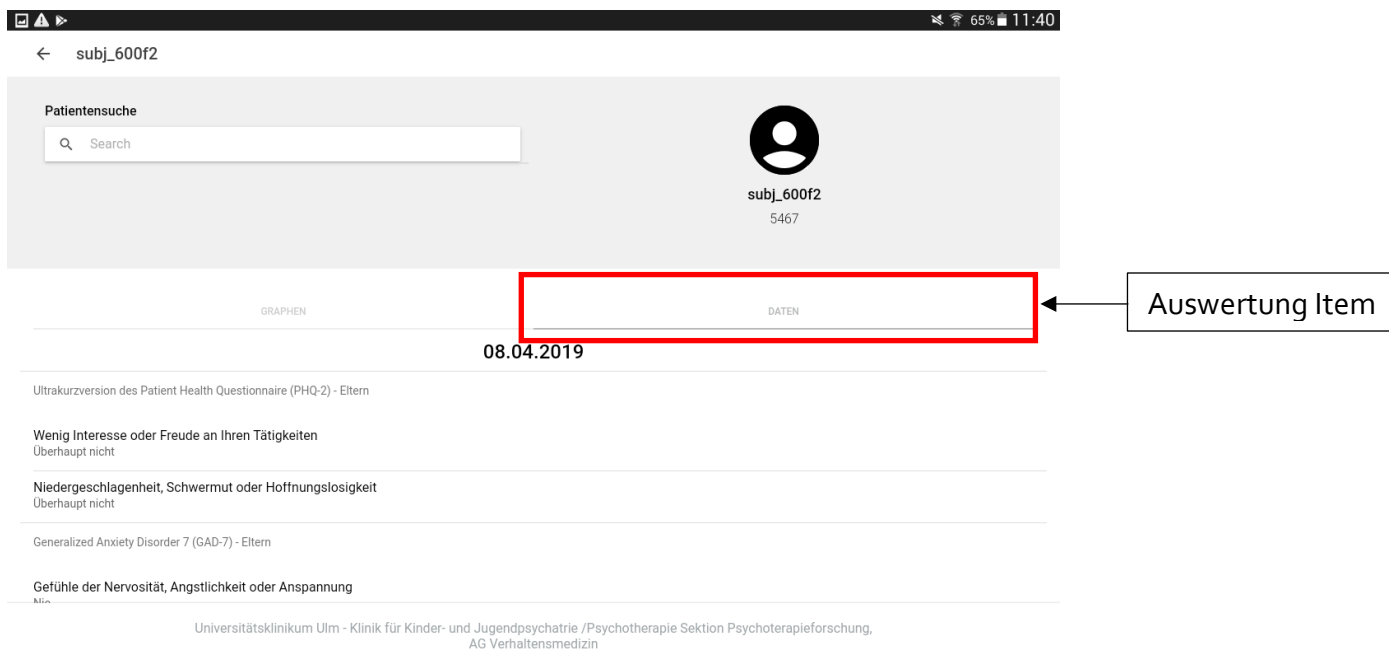 65% 11:40
subj_600f2
Patientensuche
Search
subj_600f2
5467
GRAPHEN
DATEN
Auswertung Item
08.04.2019
Ultrakurzversion des Patient Health Questionnaire (PHQ-2) - Eltern
Wenig Interesse oder Freude an Ihren Tätigkeiten
Überhaupt nicht
Niedergeschlagenheit, Schwermut oder Hoffnungslosigkeit
Überhaupt nicht
Generalized Anxiety Disorder 7 (GAD-7) - Eltern
Gefühle der Nervosität, Angstlichkeit oder Anspannung
Nie
Universitätsklinikum Ulm - Klinik für Kinder- und Jugendpsychatrie /Psychotherapie Sektion Psychoterapieforschung,
AG Verhaltensmedizin